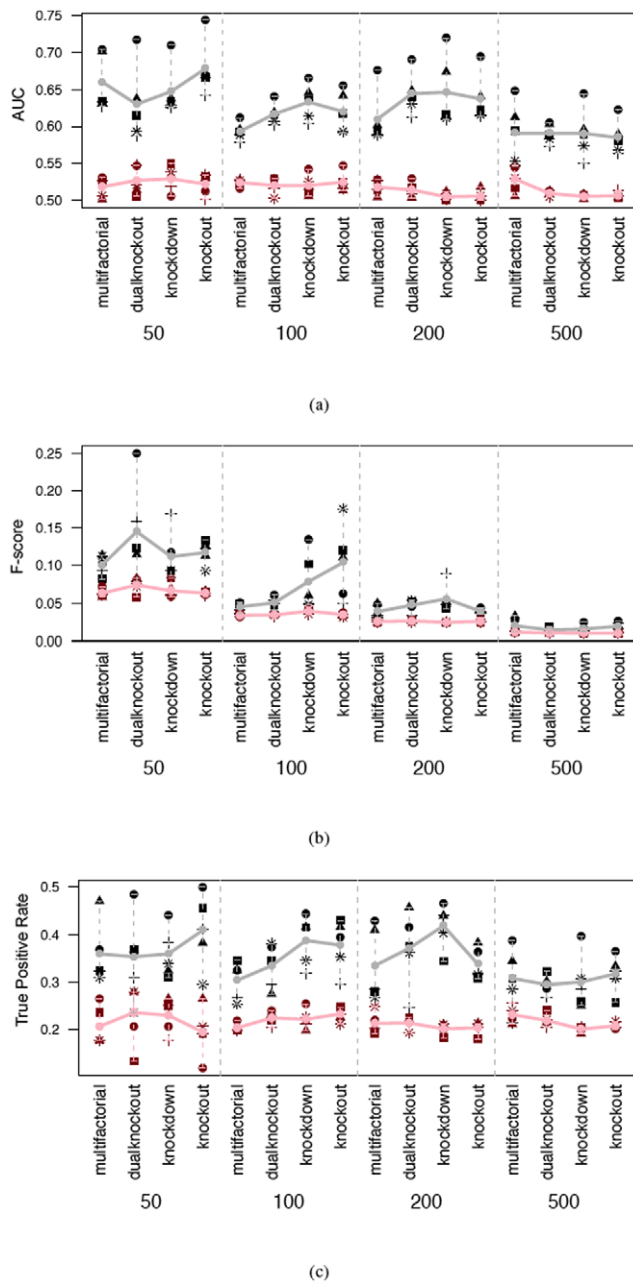 0.75
0.70
0.65
0.60
0.55
0.50
AUC
multifactorial
dualknockout
knockdown
knockout
multifactorial
dualknockout
knockdown
knockout
multifactorial
dualknockout
knockdown
knockout
multifactorial
dualknockout
knockdown
knockout
50 100 200 500
(a)
0.25
0.20
0.15
0.10
0.05
0.00
F-score
multifactorial
dualknockout
knockdown
knockout
multifactorial
dualknockout
knockdown
knockout
multifactorial
dualknockout
knockdown
knockout
multifactorial
dualknockout
knockdown
knockout
50 100 200 500
(b)
0.5
0.4
0.3
0.2
True Positive Rate
multifactorial
dualknockout
knockdown
knockout
multifactorial
dualknockout
knockdown
knockout
multifactorial
dualknockout
knockdown
knockout
multifactorial
dualknockout
knockdown
knockout
50 100 200 500
(c)